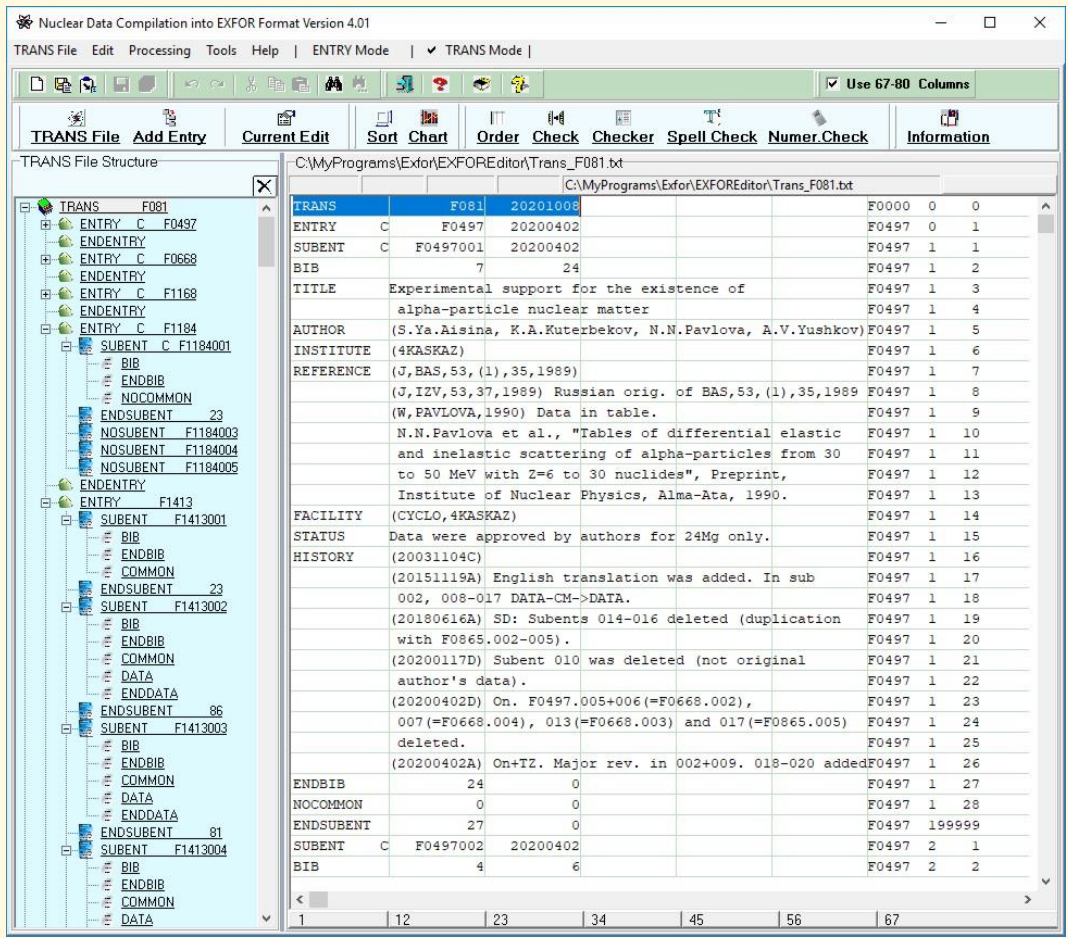 Nuclear Data Compilation into EXFOR Format Version 4.01
TRANS File Edit Processing Tools Help | ENTRY Mode | ✔ TRANS Mode |
Use 67-80 Columns
TRANS File Add Entry Current Edit Sort Chart Order Check Checker Spell Check Numer.Check Information
TRANS File Structure
TRANS F081
ENTRY C F0497
ENDENTRY
ENTRY C F0668
ENDENTRY
ENTRY C F1168
ENDENTRY
ENTRY C F1184
SUBENT C F1184001
BIB
ENDBIB
NOCOMMON
ENDSUBENT 23
NOSUBENT F1184003
NOSUBENT F1184004
NOSUBENT F1184005
ENDENTRY
ENTRY F1413
SUBENT F1413001
BIB
ENDBIB
COMMON
ENDSUBENT 23
SUBENT F1413002
BIB
ENDBIB
COMMON
DATA
ENDDATA
ENDSUBENT 86
SUBENT F1413003
BIB
ENDBIB
COMMON
DATA
ENDDATA
ENDSUBENT 81
SUBENT F1413004
BIB
ENDBIB
COMMON
DATA
C:\MyPrograms\Exfor\EXFOREditor\Trans_F081.txt
C:\MyPrograms\Exfor\EXFOREditor\Trans_F081.txt
TRANS F081 20201008 F0000 0 0
ENTRY C F0497 20200402 F0497 0 1
SUBENT C F0497001 20200402 F0497 1 1
BIB 7 24 F0497 1 2
TITLE Experimental support for the existence of F0497 1 3
alpha-particle nuclear matter F0497 1 4
AUTHOR (S.Ya.Aisina, K.A.Kuterbekov, N.N.Pavlova, A.V.Yushkov)F0497 1 5
INSTITUTE (4KASKAZ) F0497 1 6
REFERENCE (J,BAS,53,(1),35,1989) F0497 1 7
(J,IZV,53,37,1989) Russian orig. of BAS,53,(1),35,1989 F0497 1 8
(W,PAVLOVA,1990) Data in table. F0497 1 9
N.N.Pavlova et al., "Tables of differential elastic F0497 1 10
and inelastic scattering of alpha-particles from 30 F0497 1 11
to 50 MeV with Z=6 to 30 nuclides", Preprint, F0497 1 12
Institute of Nuclear Physics, Alma-Ata, 1990. F0497 1 13
FACILITY (CYCLO,4KASKAZ) F0497 1 14
STATUS Data were approved by authors for 24Mg only. F0497 1 15
HISTORY (20031104C) F0497 1 16
(20151119A) English translation was added. In sub F0497 1 17
002, 008-017 DATA-CM->DATA. F0497 1 18
(20180616A) SD: Subents 014-016 deleted (duplication F0497 1 19
with F0865.002-005). F0497 1 20
(20200117D) Subent 010 was deleted (not original F0497 1 21
author's data). F0497 1 22
(20200402D) On. F0497.005+006(=F0668.002), F0497 1 23
007(=F0668.004), 013(=F0668.003) and 017(=F0865.005) F0497 1 24
deleted. F0497 1 25
(20200402A) On+TZ. Major rev. in 002+009. 018-020 addedF0497 1 26
ENDBIB 24 0 F0497 1 27
NOCOMMON 0 0 F0497 1 28
ENDSUBENT 27 0 F0497 199999
SUBENT C F0497002 20200402 F0497 2 1
BIB 4 6 F0497 2 2
1 12 23 34 45 56 67